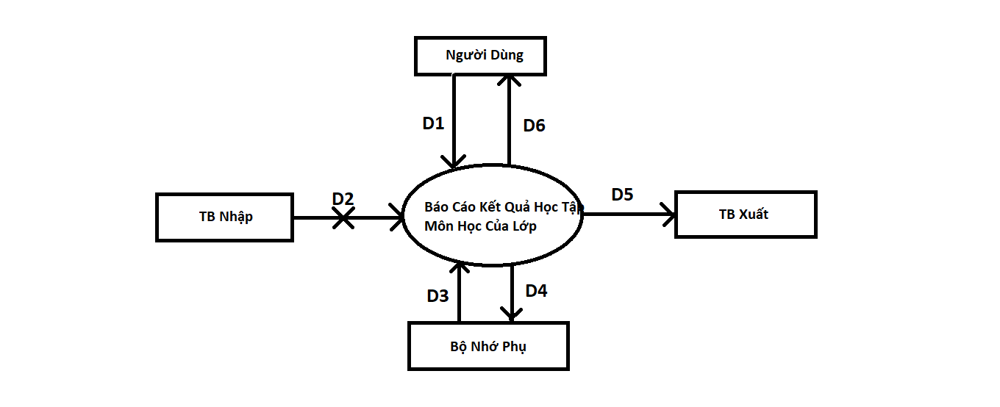 Người Dùng
D1
D6
D2
D5
TB Nhập
Báo Cáo Kết Quả Học Tập
Môn Học Của Lớp
TB Xuất
D3
D4
Bộ Nhớ Phụ